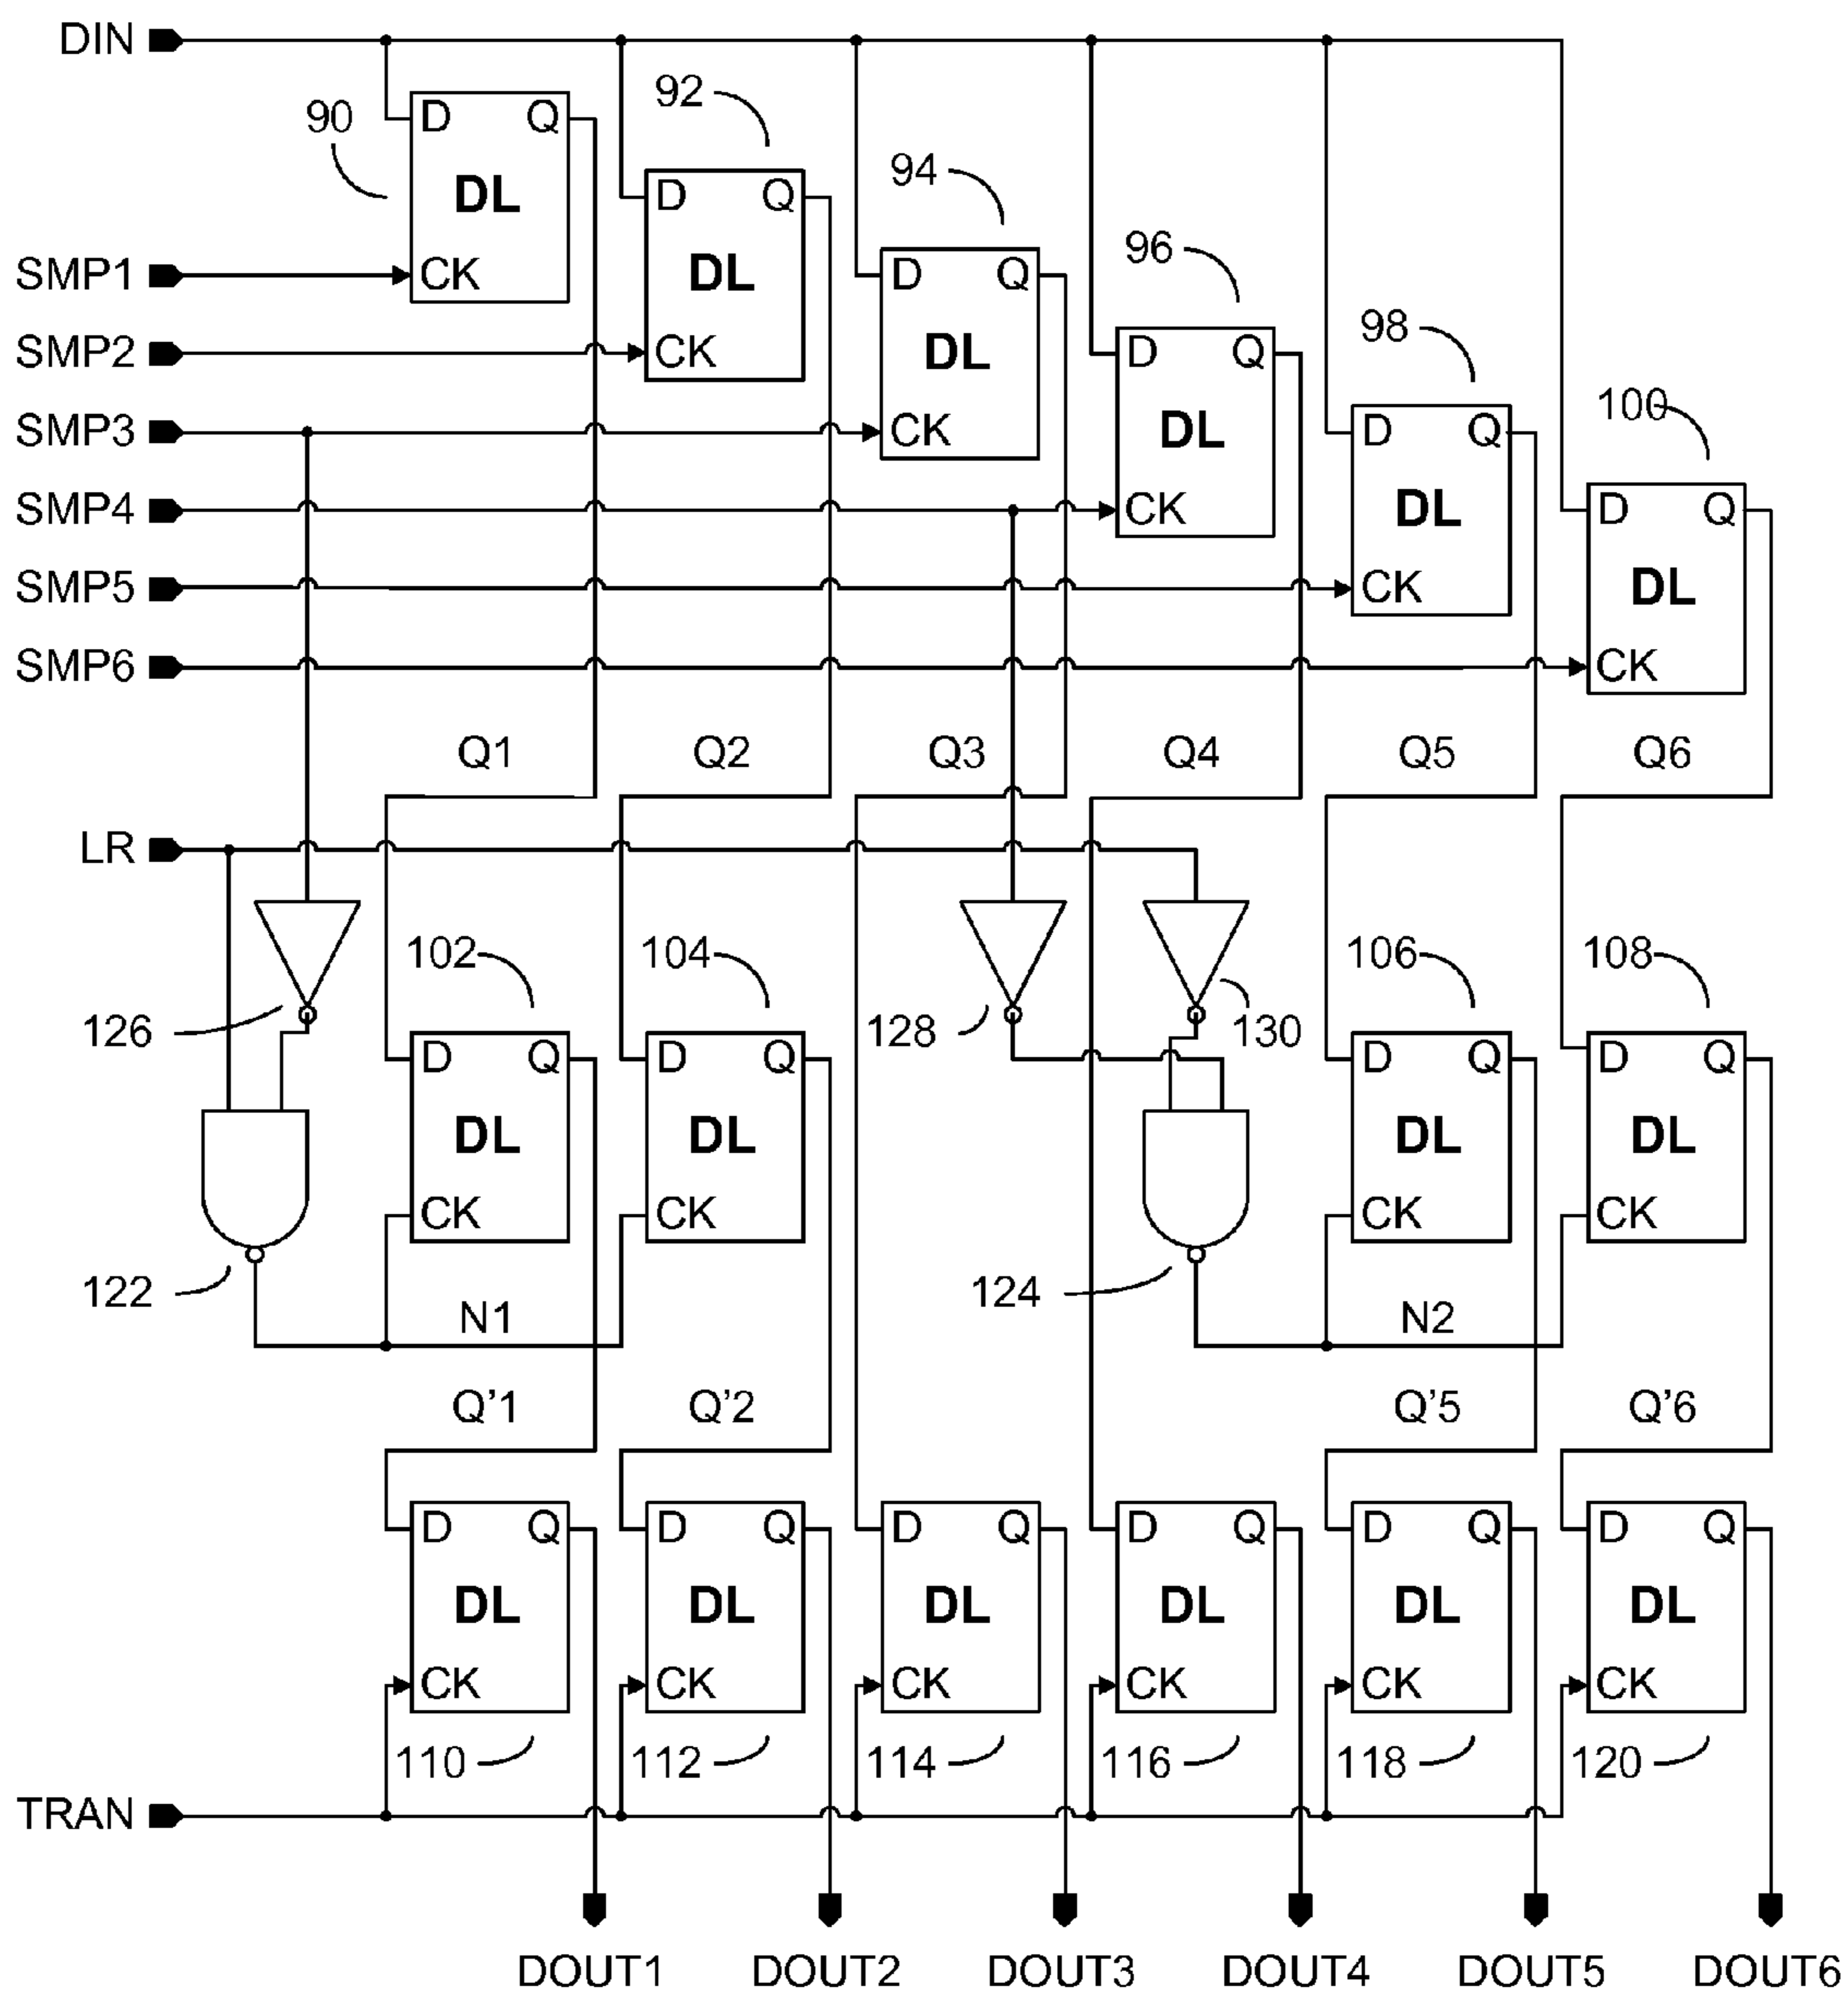 DIN
90
92
94
96
98
100
D Q
DL
CK
D Q
DL
CK
D Q
DL
CK
D Q
DL
CK
D Q
DL
CK
D Q
DL
CK
SMP1
SMP2
SMP3
SMP4
SMP5
SMP6
Q1 Q2 Q3 Q4 Q5 Q6
LR
126
102
104
128
130
106
108
D Q
DL
CK
D Q
DL
CK
D Q
DL
CK
D Q
DL
CK
122
124
N1 N2
Q'1 Q'2 Q'5 Q'6
D Q
DL
CK
D Q
DL
CK
D Q
DL
CK
D Q
DL
CK
D Q
DL
CK
D Q
DL
CK
110 112 114 116 118 120
TRAN
DOUT1 DOUT2 DOUT3 DOUT4 DOUT5 DOUT6